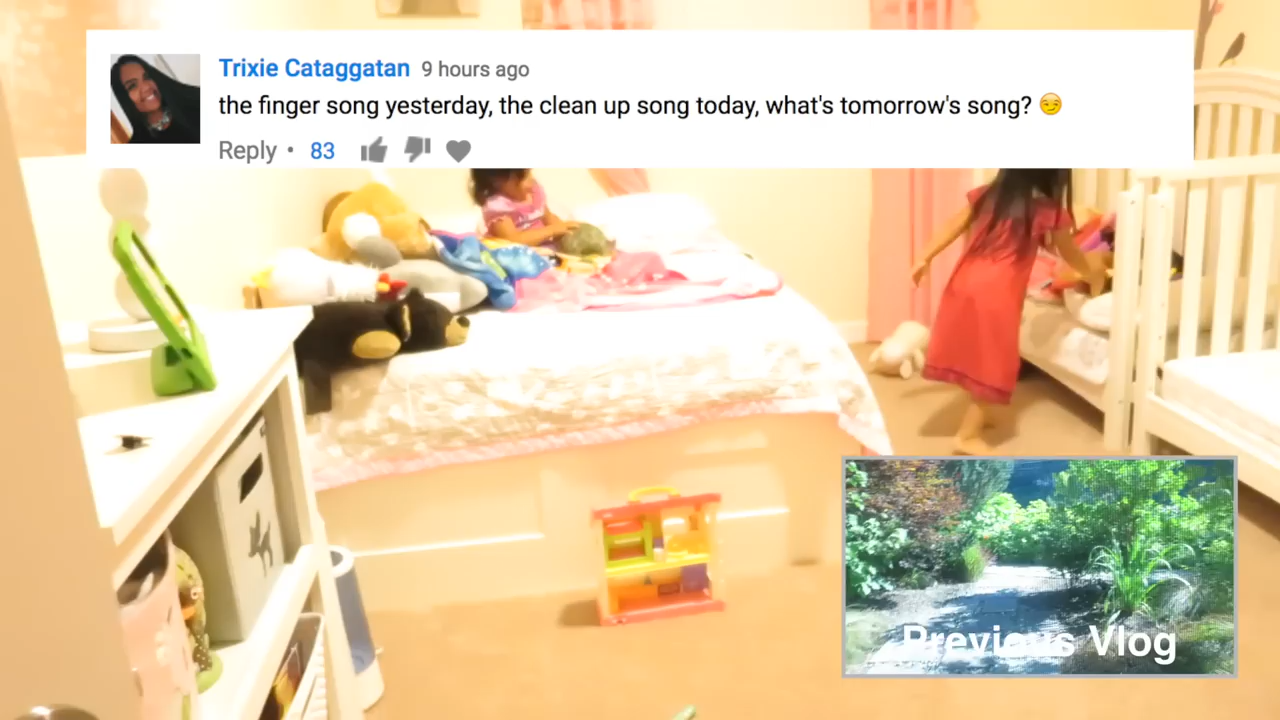 Trixie Cataggatan 9 hours ago
the finger song yesterday, the clean up song today, what's tomorrow's song? 😏
Reply • 83
Previous Vlog